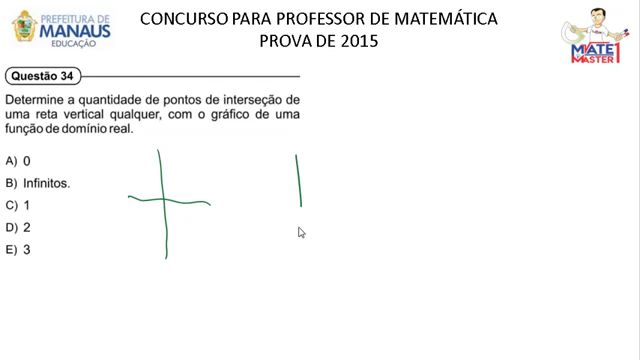 PREFEITURA DE
MANAUS
EDUCAÇÃO
CONCURSO PARA PROFESSOR DE MATEMÁTICA
PROVA DE 2015
MATE
MASTER
1
Questão 34
Determine a quantidade de pontos de interseção de
uma reta vertical qualquer, com o gráfico de uma
função de domínio real.
A) 0
B) Infinitos.
C) 1
D) 2
E) 3